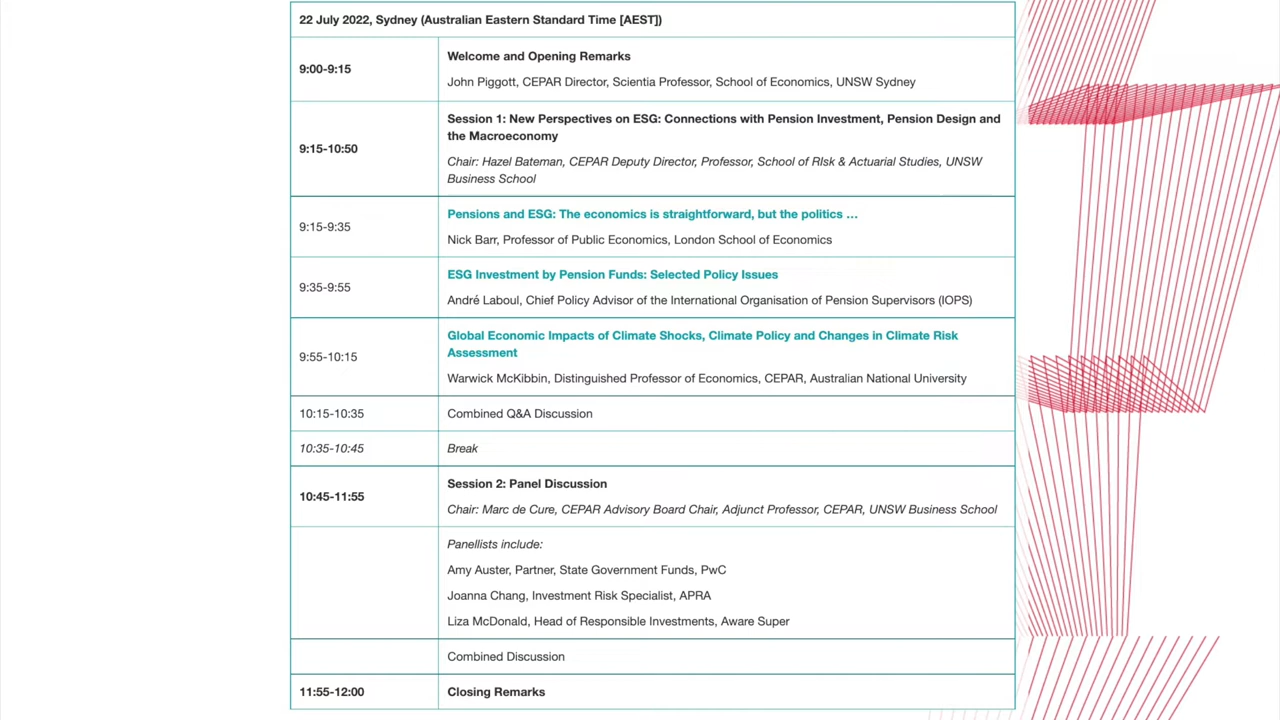 22 July 2022, Sydney (Australian Eastern Standard Time [AEST])
9:00-9:15
Welcome and Opening Remarks
John Piggott, CEPAR Director, Scientia Professor, School of Economics, UNSW Sydney
9:15-10:50
Session 1: New Perspectives on ESG: Connections with Pension Investment, Pension Design and
the Macroeconomy
Chair: Hazel Bateman, CEPAR Deputy Director, Professor, School of RIsk & Actuarial Studies, UNSW
Business School
9:15-9:35
Pensions and ESG: The economics is straightforward, but the politics …
Nick Barr, Professor of Public Economics, London School of Economics
9:35-9:55
ESG Investment by Pension Funds: Selected Policy Issues
André Laboul, Chief Policy Advisor of the International Organisation of Pension Supervisors (IOPS)
9:55-10:15
Global Economic Impacts of Climate Shocks, Climate Policy and Changes in Climate Risk
Assessment
Warwick McKibbin, Distinguished Professor of Economics, CEPAR, Australian National University
10:15-10:35
Combined Q&A Discussion
10:35-10:45
Break
10:45-11:55
Session 2: Panel Discussion
Chair: Marc de Cure, CEPAR Advisory Board Chair, Adjunct Professor, CEPAR, UNSW Business School
Panellists include:
Amy Auster, Partner, State Government Funds, PwC
Joanna Chang, Investment Risk Specialist, APRA
Liza McDonald, Head of Responsible Investments, Aware Super
Combined Discussion
11:55-12:00
Closing Remarks